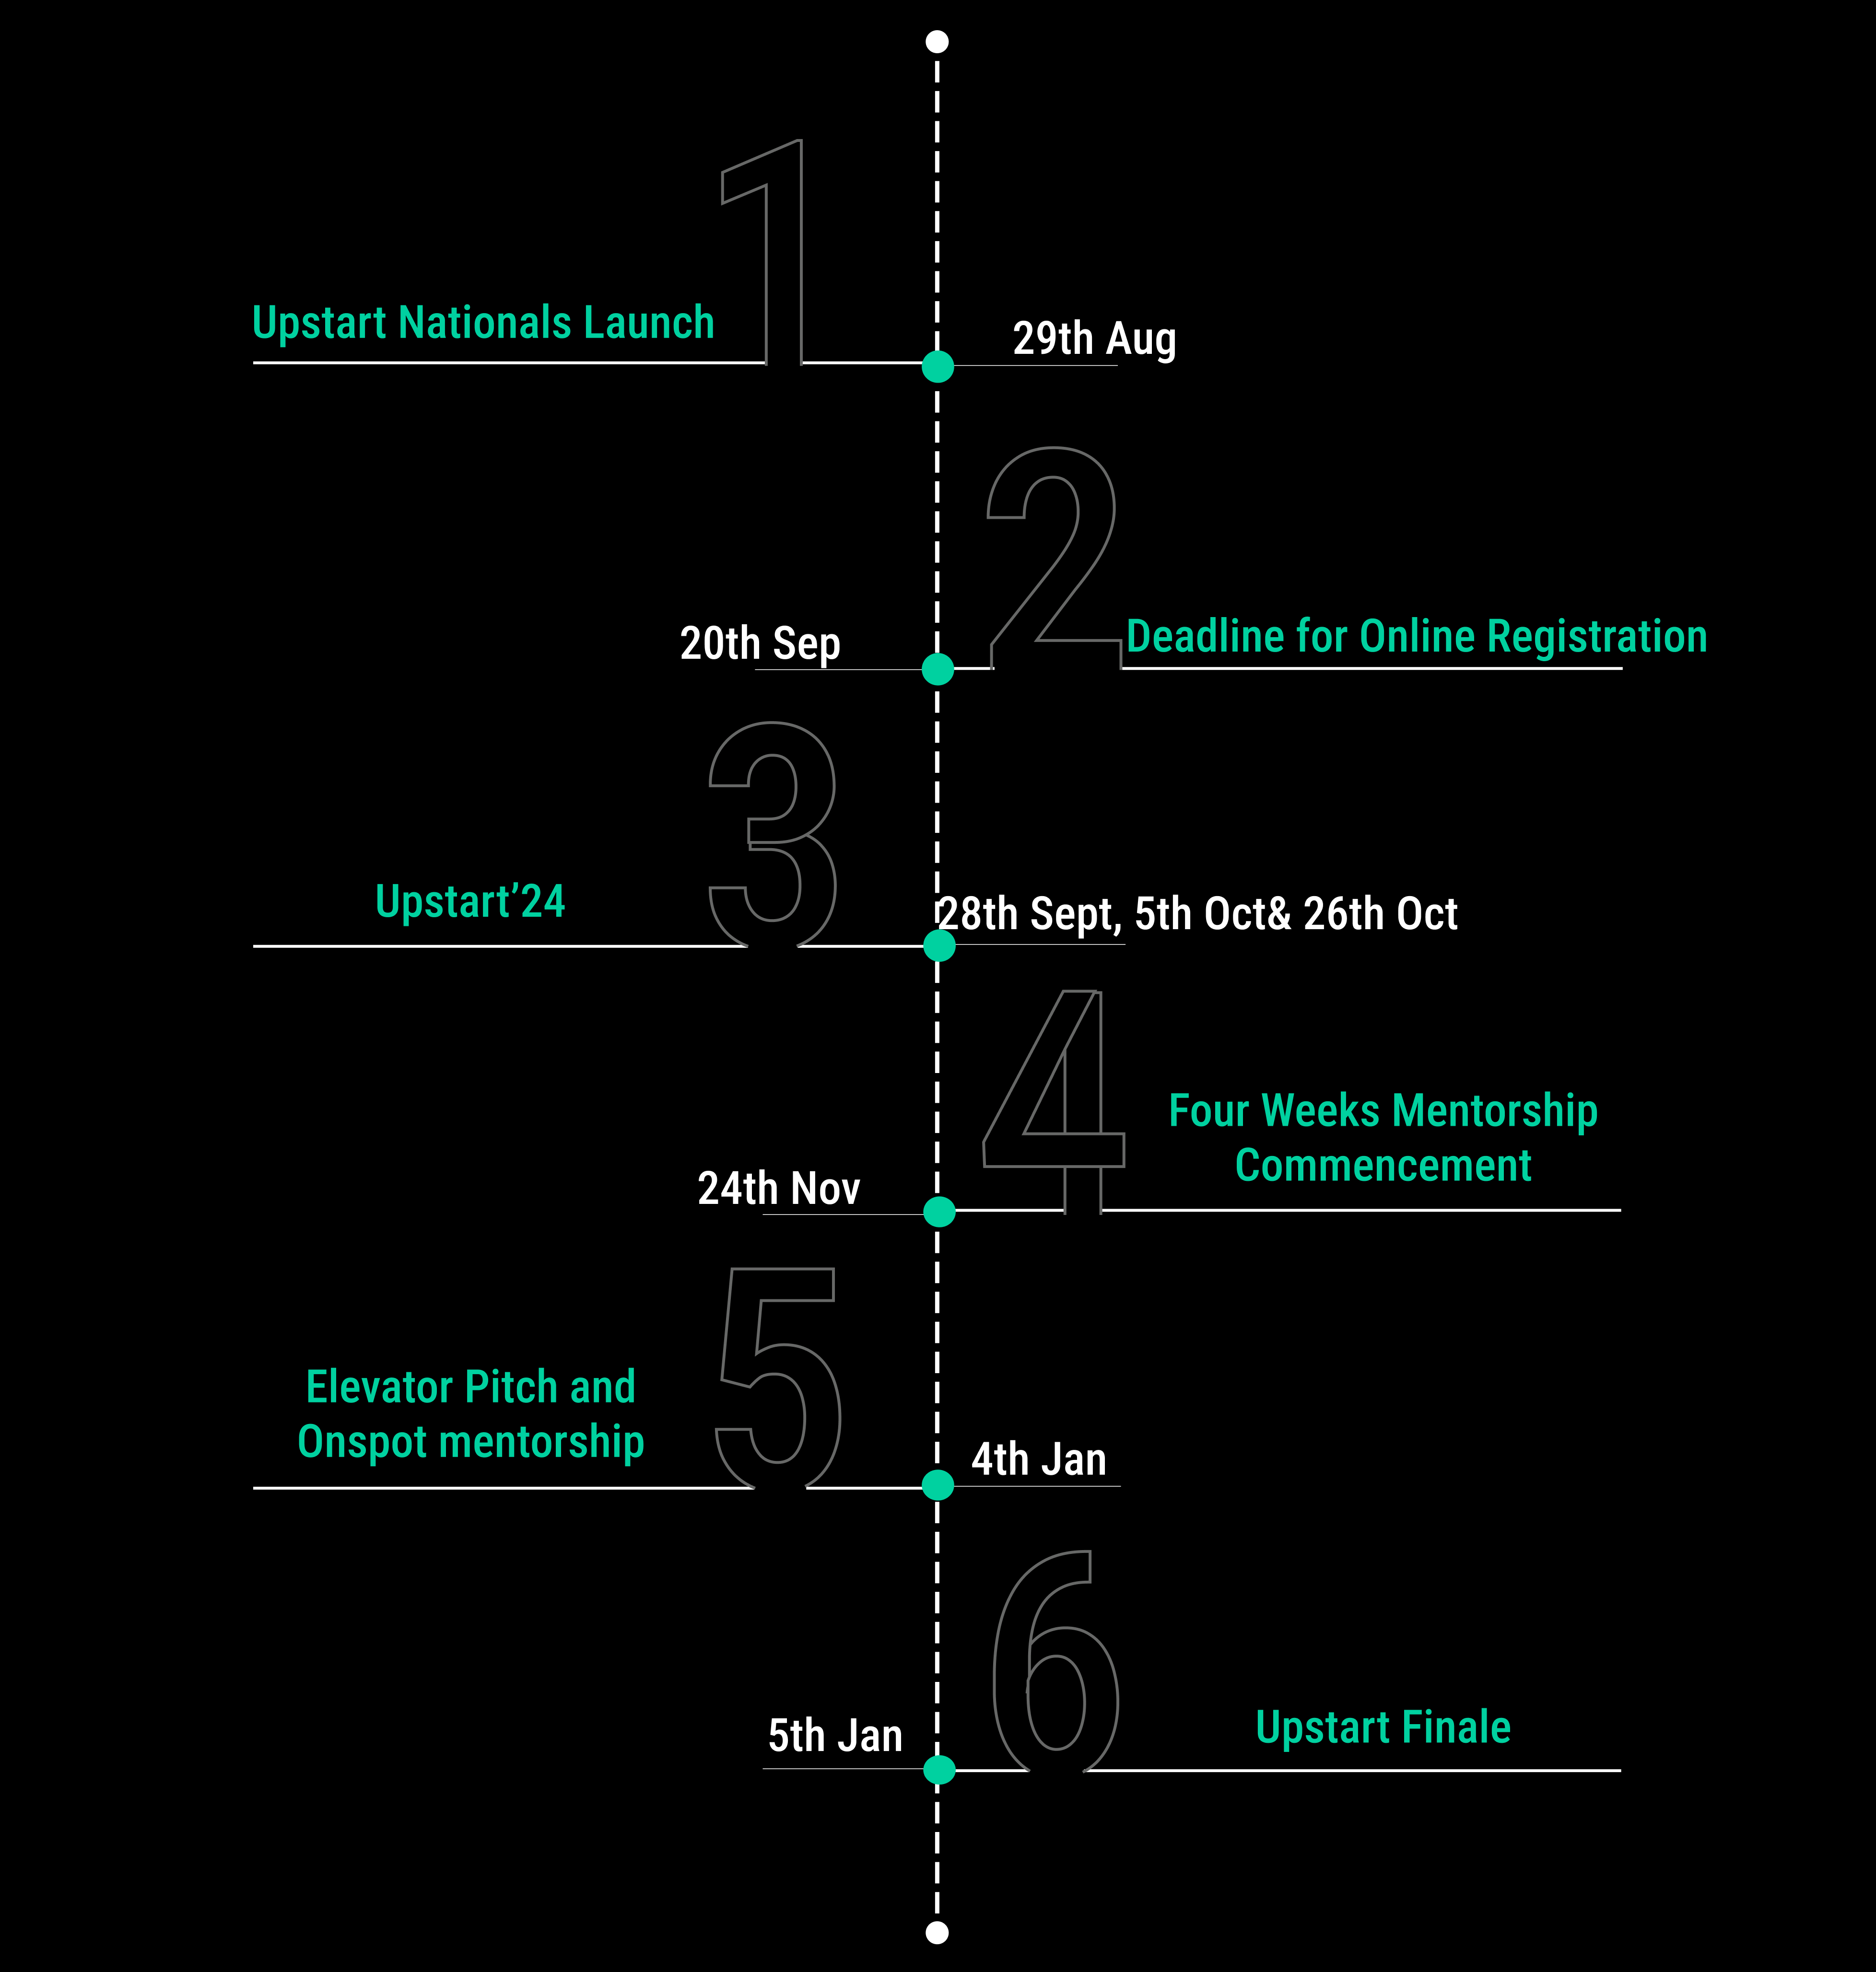 1
Upstart Nationals Launch
29th Aug
2
20th Sep
Deadline for Online Registration
3
Upstart’24
28th Sept, 5th Oct& 26th Oct
4
Four Weeks Mentorship
Commencement
24th Nov
5
Elevator Pitch and
Onspot mentorship
4th Jan
6
5th Jan
Upstart Finale